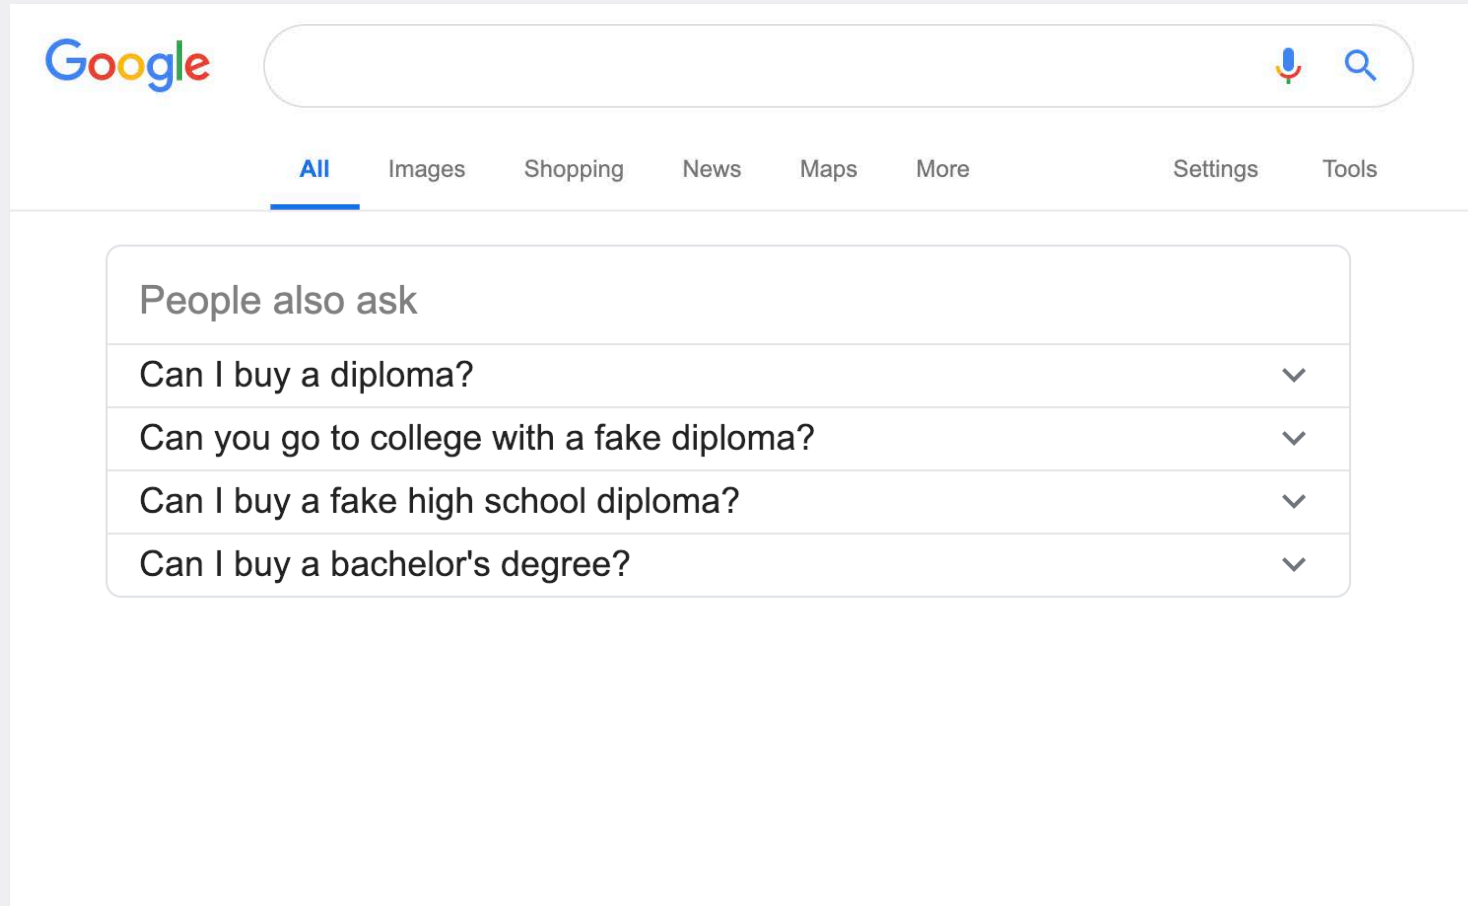 Google
All Images Shopping News Maps More Settings Tools
People also ask
Can I buy a diploma?
Can you go to college with a fake diploma?
Can I buy a fake high school diploma?
Can I buy a bachelor's degree?